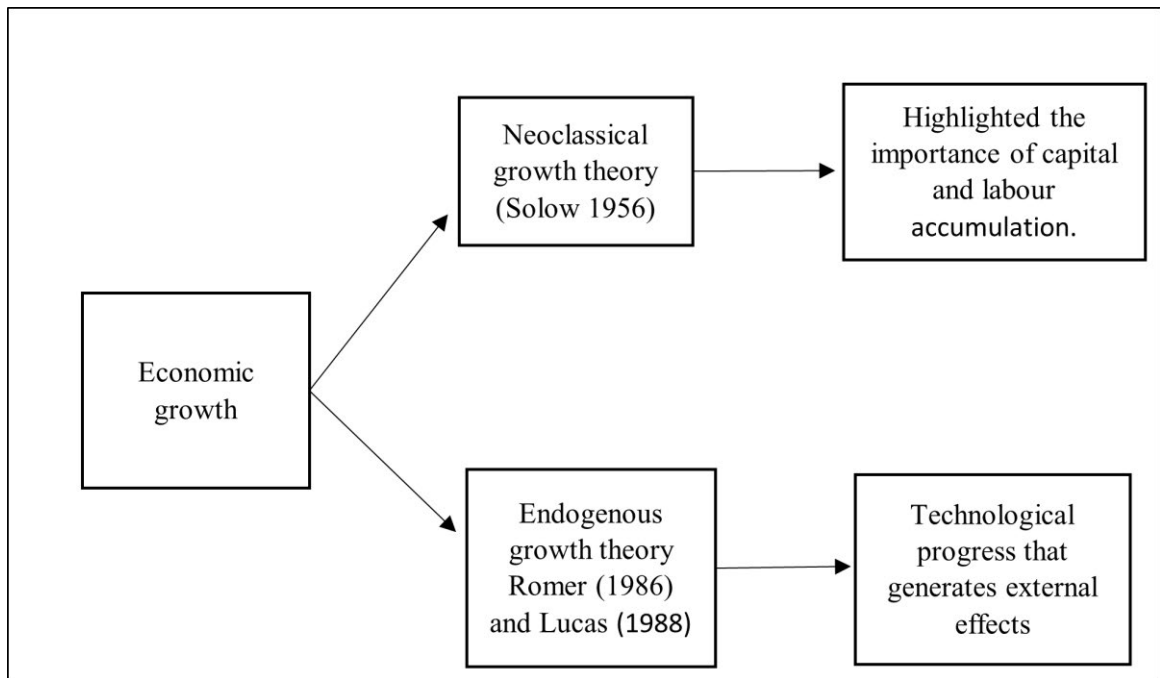 Economic
growth
Neoclassical
growth theory
(Solow 1956)
Highlighted the
importance of capital
and labour
accumulation.
Endogenous
growth theory
Romer (1986)
and Lucas (1988)
Technological
progress that
generates external
effects